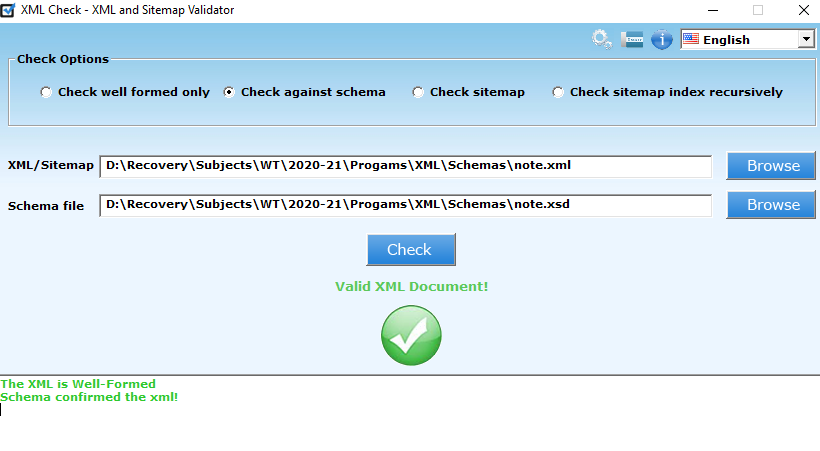 XML Check - XML and Sitemap Validator
English
Check Options
Check well formed only Check against schema Check sitemap Check sitemap index recursively
XML/Sitemap D:\Recovery\Subjects\WT\2020-21\Progams\XML\Schemas\note.xml Browse
Schema file D:\Recovery\Subjects\WT\2020-21\Progams\XML\Schemas\note.xsd Browse
Check
Valid XML Document!
The XML is Well-Formed
Schema confirmed the xml!